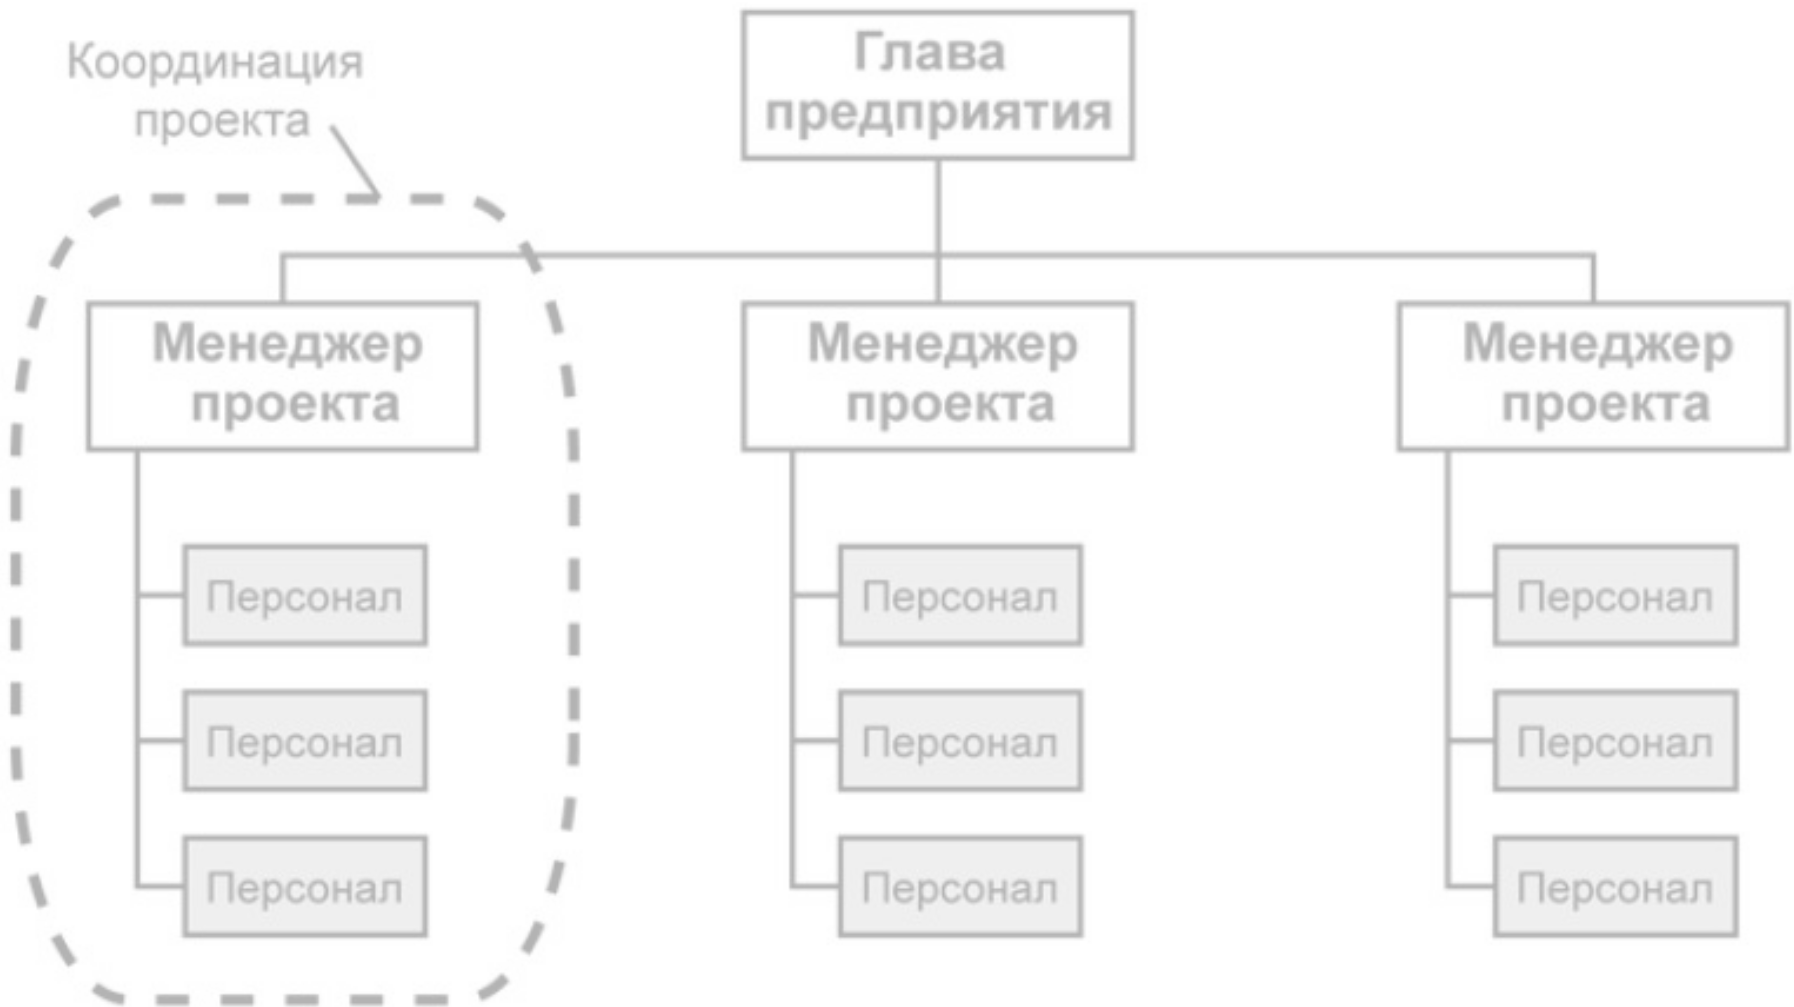 Координация
проекта
Глава
предприятия
Менеджер
проекта
Менеджер
проекта
Менеджер
проекта
Персонал
Персонал
Персонал
Персонал
Персонал
Персонал
Персонал
Персонал
Персонал